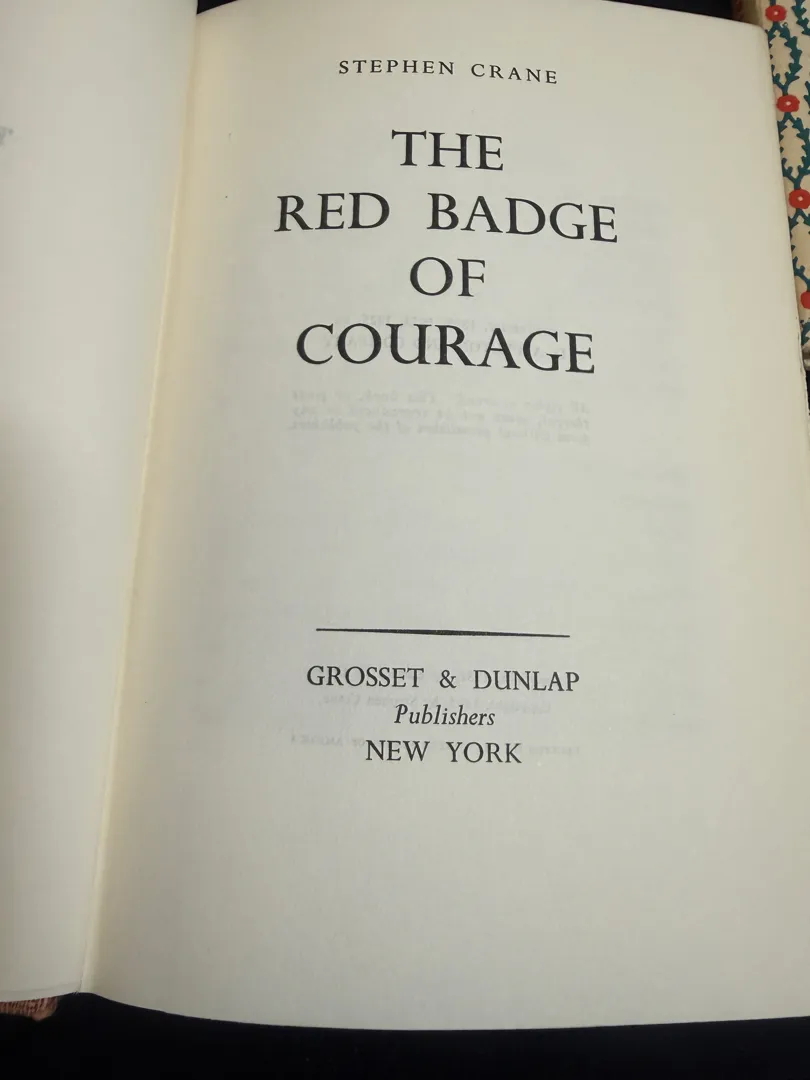 STEPHEN CRANE
THE
RED BADGE
OF
COURAGE
GROSSET & DUNLAP
Publishers
NEW YORK